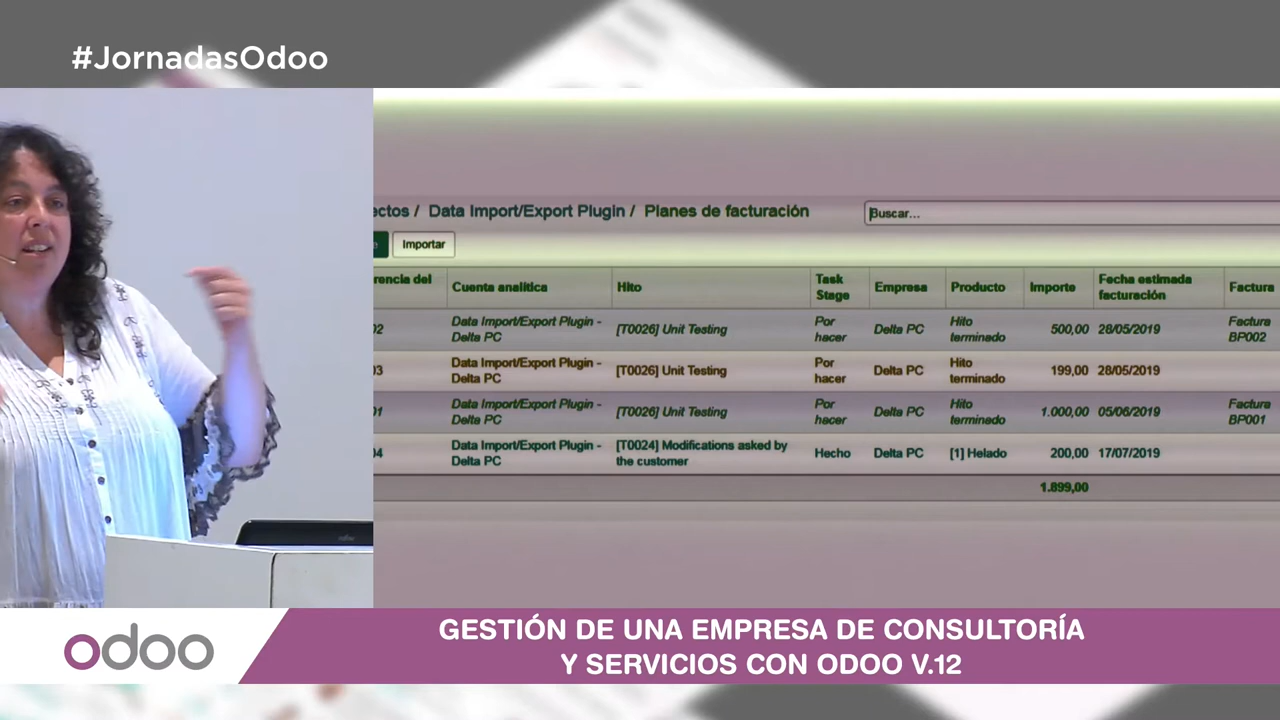 #JornadasOdoo
ectos / Data Import/Export Plugin / Planes de facturación
Buscar...
Importar
rencia del
Cuenta analítica
Hito
Task
Stage
Empresa
Producto
Importe
Fecha estimada
facturación
Factura
02
Data Import/Export Plugin -
Delta PC
[T0026] Unit Testing
Por
hacer
Delta PC
Hito
terminado
500,00
28/05/2019
Factura
BP002
03
Data Import/Export Plugin -
Delta PC
[T0026] Unit Testing
Por
hacer
Delta PC
Hito
terminado
199,00
28/05/2019
01
Data Import/Export Plugin -
Delta PC
[T0026] Unit Testing
Por
hacer
Delta PC
Hito
terminado
1.000,00
05/06/2019
Factura
BP001
04
Data Import/Export Plugin -
Delta PC
[T0024] Modifications asked by
the customer
Hecho
Delta PC
[1] Helado
200,00
17/07/2019
1.899,00
odoo
GESTIÓN DE UNA EMPRESA DE CONSULTORÍA
Y SERVICIOS CON ODOO V.12